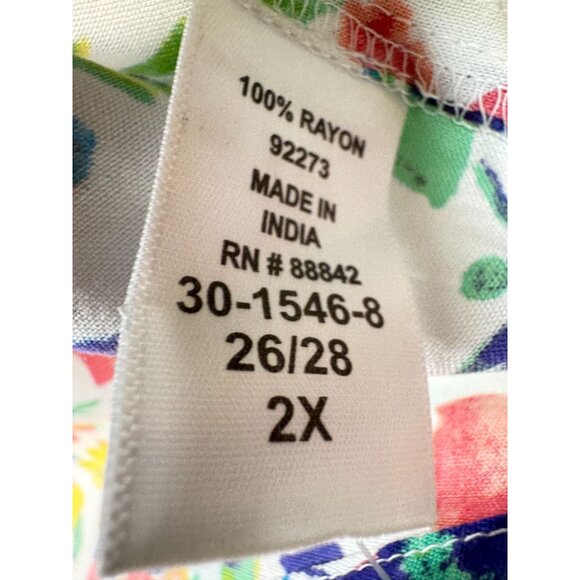 100% RAYON
92273
MADE IN
INDIA
RN # 88842
30-1546-8
26/28
2X